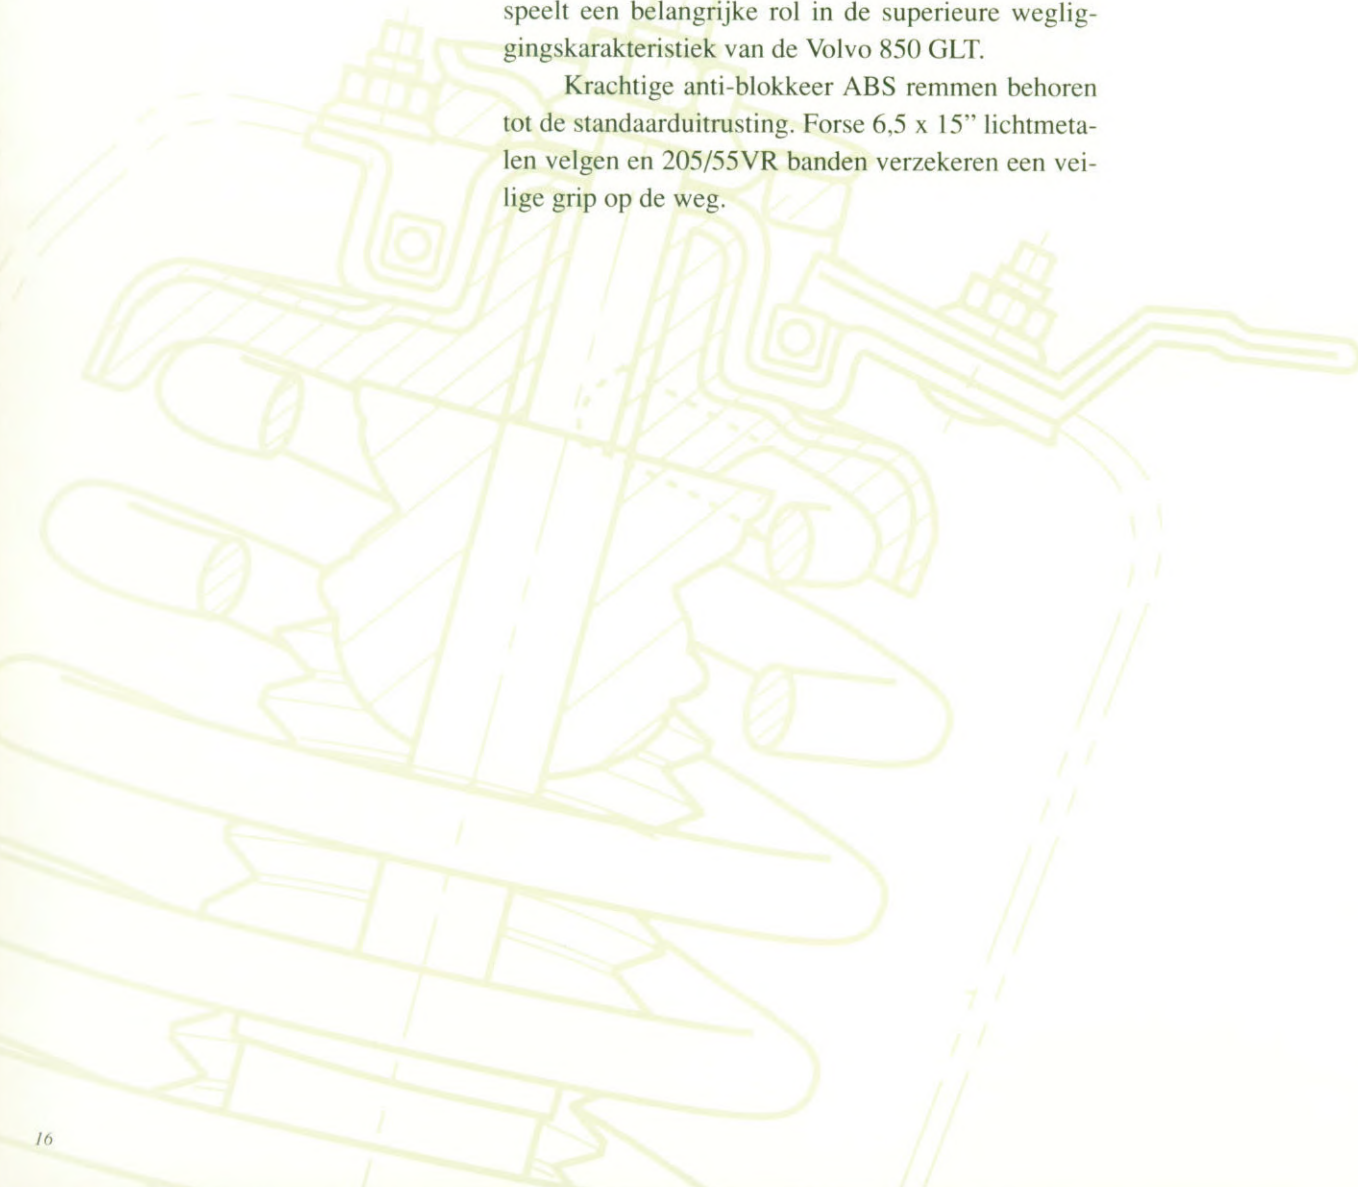 speelt een belangrijke rol in de superieure weglig-
gingskarakteristiek van de Volvo 850 GLT.
Krachtige anti-blokkeer ABS remmen behoren
tot de standaarduitrusting. Forse 6,5 x 15” lichtmeta-
len velgen en 205/55VR banden verzekeren een vei-
lige grip op de weg.
16